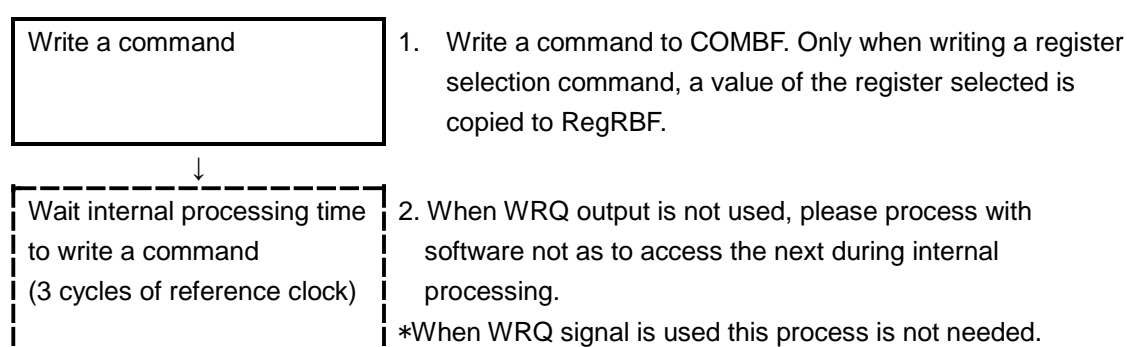 Write a command
1. Write a command to COMBF. Only when writing a register
selection command, a value of the register selected is
copied to RegRBF.
↓
Wait internal processing time
to write a command
(3 cycles of reference clock)
2. When WRQ output is not used, please process with
software not as to access the next during internal
processing.
*When WRQ signal is used this process is not needed.